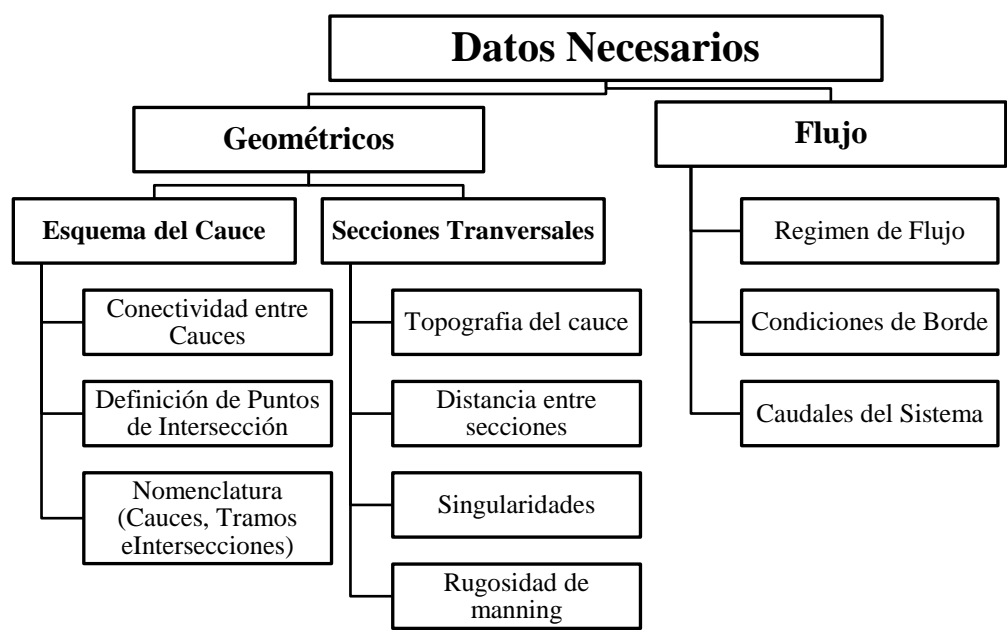 Datos Necesarios
Geométricos
Flujo
Esquema del Cauce
Secciones Tranversales
Conectividad entre
Cauces
Definición de Puntos
de Intersección
Nomenclatura
(Cauces, Tramos
eIntersecciones)
Topografia del cauce
Distancia entre
secciones
Singularidades
Rugosidad de
manning
Regimen de Flujo
Condiciones de Borde
Caudales del Sistema